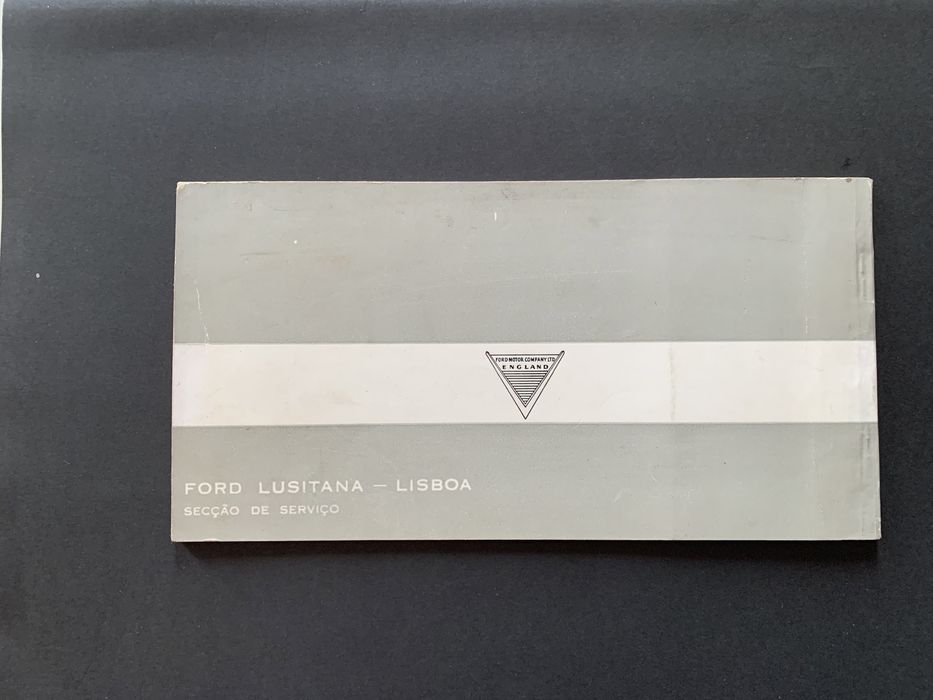 FORD MOTOR COMPANY LTD
ENGLAND
FORD LUSITANA — LISBOA
SECÇÃO DE SERVIÇO